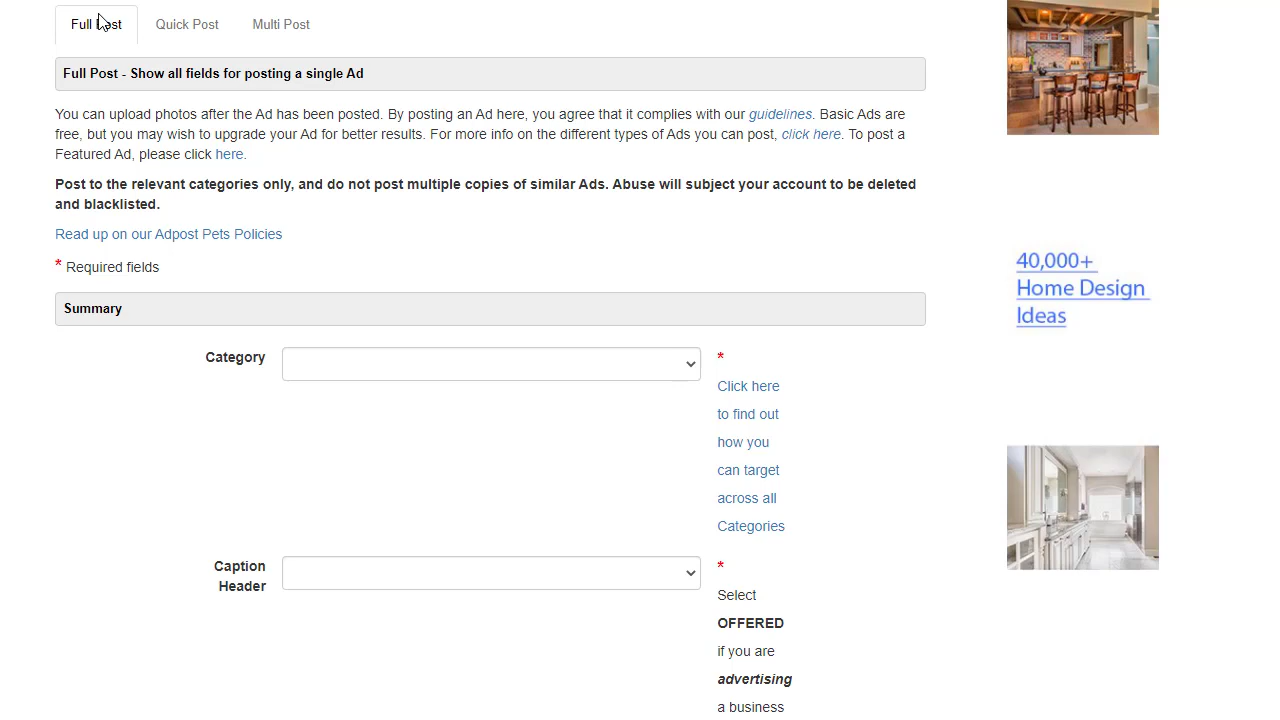 Full Post Quick Post Multi Post
Full Post - Show all fields for posting a single Ad
You can upload photos after the Ad has been posted. By posting an Ad here, you agree that it complies with our guidelines. Basic Ads are
free, but you may wish to upgrade your Ad for better results. For more info on the different types of Ads you can post, click here. To post a
Featured Ad, please click here.
Post to the relevant categories only, and do not post multiple copies of similar Ads. Abuse will subject your account to be deleted
and blacklisted.
Read up on our Adpost Pets Policies
* Required fields
Summary
Category
*
Click here
to find out
how you
can target
across all
Categories
Caption
Header
*
Select
OFFERED
if you are
advertising
a business
40,000+
Home Design
Ideas